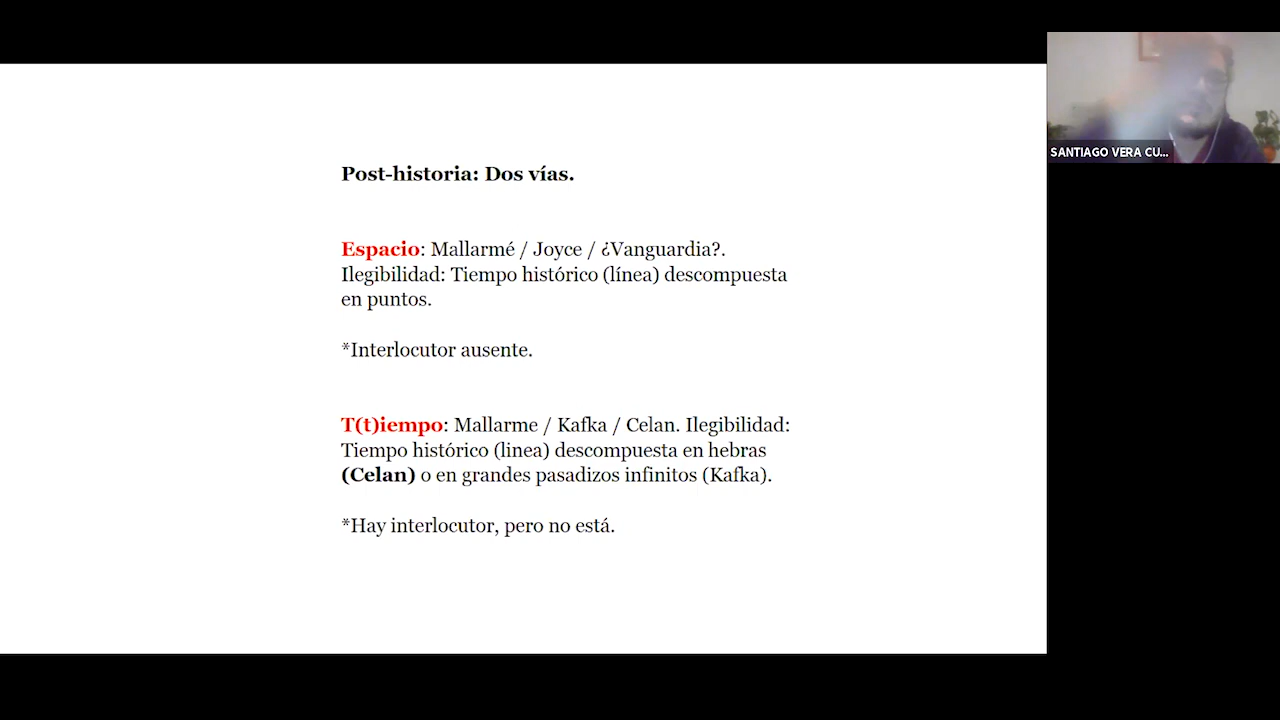 Post-historia: Dos vías.
Espacio: Mallarmé / Joyce / ¿Vanguardia?.
Ilegibilidad: Tiempo histórico (línea) descompuesta
en puntos.
*Interlocutor ausente.
T(t)iempo: Mallarme / Kafka / Celan. Ilegibilidad:
Tiempo histórico (linea) descompuesta en hebras
(Celan) o en grandes pasadizos infinitos (Kafka).
*Hay interlocutor, pero no está.
SANTIAGO VERA CU...